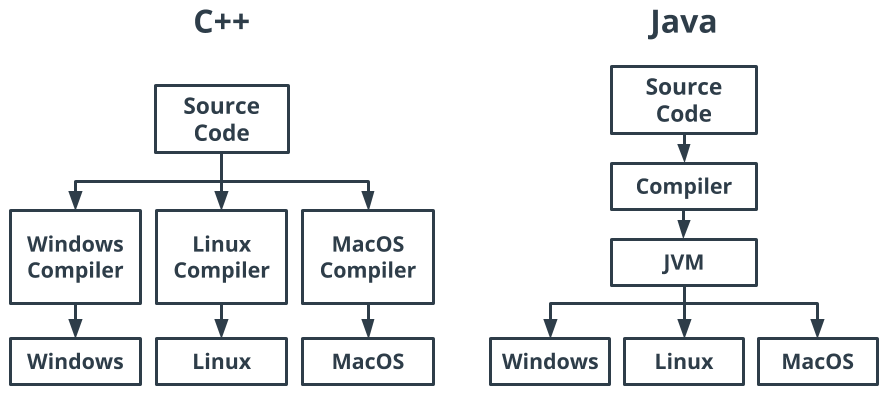 C++
Source
Code
Windows
Compiler
Linux
Compiler
MacOS
Compiler
Windows
Linux
MacOS
Java
Source
Code
Compiler
JVM
Windows
Linux
MacOS